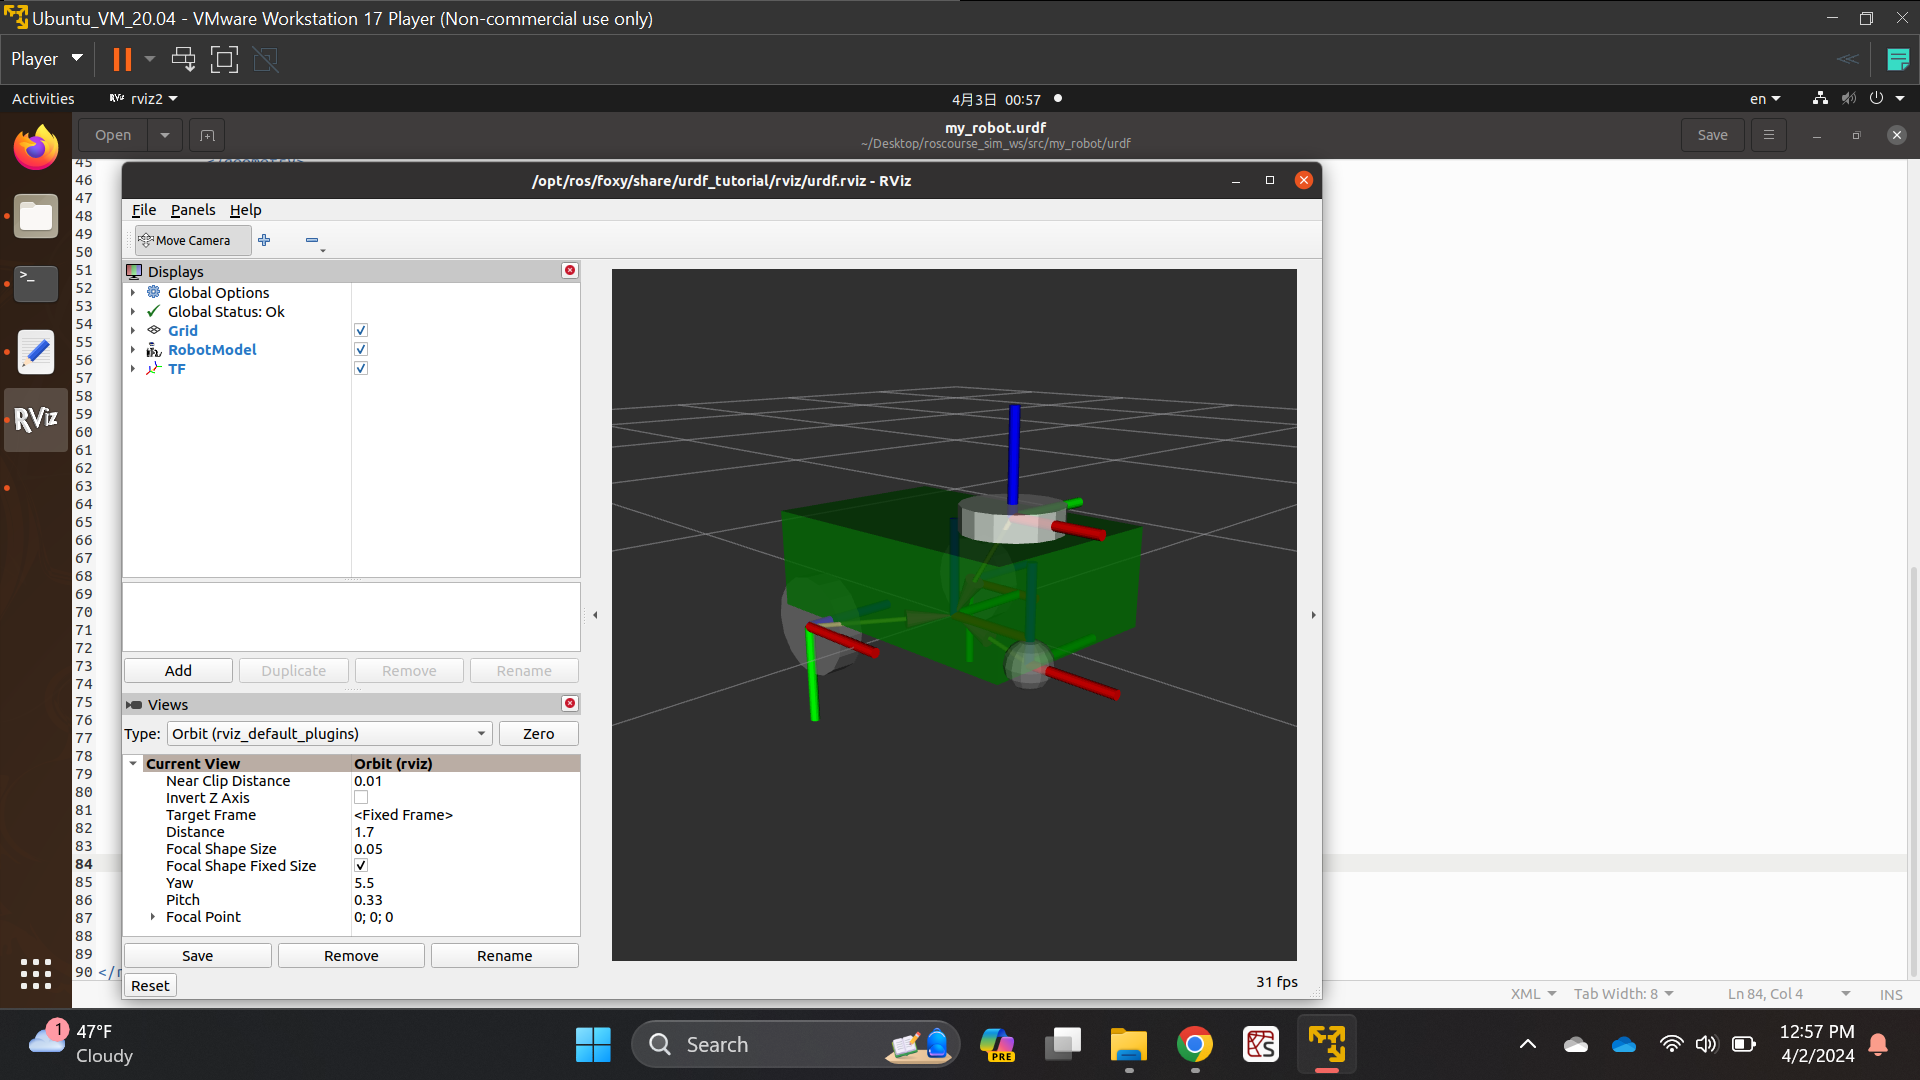 Ubuntu_VM_20.04 - VMware Workstation 17 Player (Non-commercial use only)
Player
Activities
RViz rviz2
4月3日 00:57
en
Open
my_robot.urdf
~/Desktop/roscourse_sim_ws/src/my_robot/urdf
Save
45
46
47
48
49
50
51
52
53
54
55
56
57
58
59
60
61
62
63
64
65
66
67
68
69
70
71
72
73
74
75
76
77
78
79
80
81
82
83
84
85
86
87
88
89
90 </r
/opt/ros/foxy/share/urdf_tutorial/rviz/urdf.rviz - RViz
File Panels Help
Move Camera
Displays
Global Options
Global Status: Ok
Grid
RobotModel
TF
Add Duplicate Remove Rename
Views
Type: Orbit (rviz_default_plugins) Zero
Current View Orbit (rviz)
Near Clip Distance 0.01
Invert Z Axis
Target Frame <Fixed Frame>
Distance 1.7
Focal Shape Size 0.05
Focal Shape Fixed Size
Yaw 5.5
Pitch 0.33
Focal Point 0; 0; 0
Save Remove Rename
Reset
31 fps
RViz
XML Tab Width: 8 Ln 84, Col 4 INS
1
47°F
Cloudy
Search
PRE
12:57 PM
4/2/2024